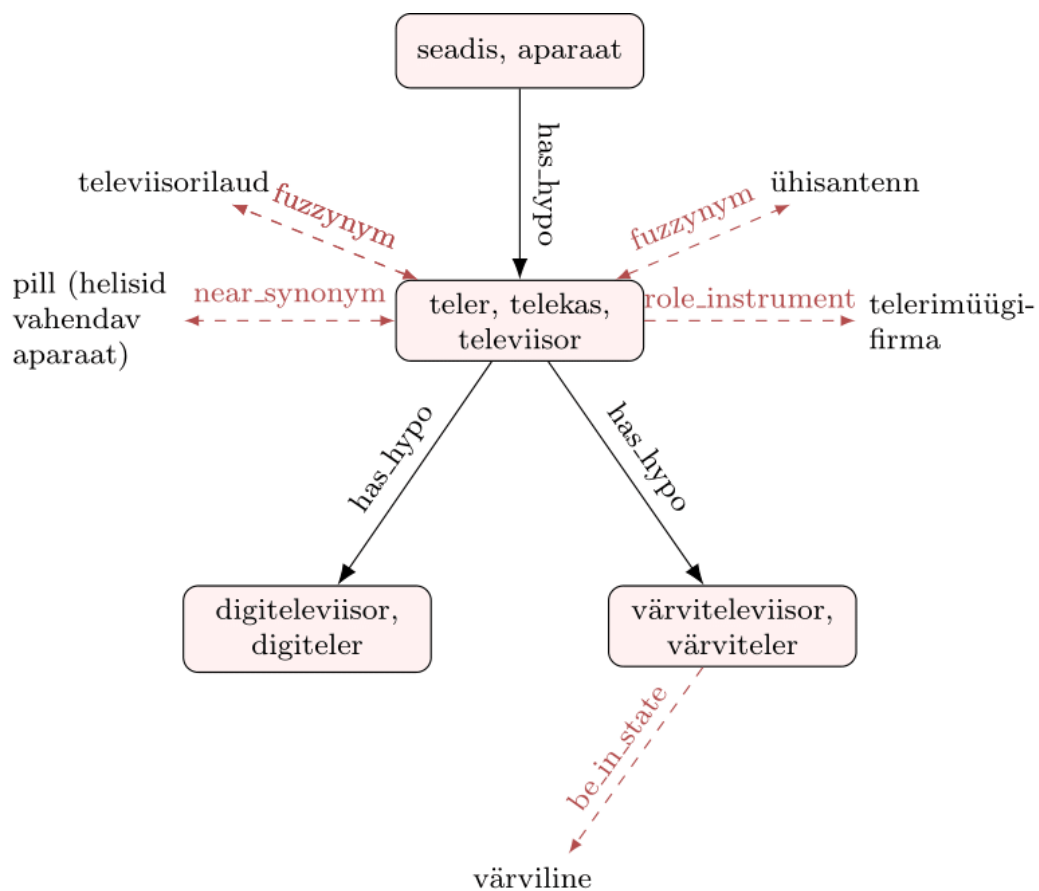 seadis, aparaat
has_hypo
televiisorilaud
fuzzynym
fuzzynym
ühisantenn
pill (helisid
vahendav
aparaat)
near_synonym
teler, telekas,
televiisor
role_instrument
telerimüügi-
firma
has_hypo
has_hypo
digiteleviisor,
digiteler
värviteleviisor,
värviteler
be_in_state
värviline